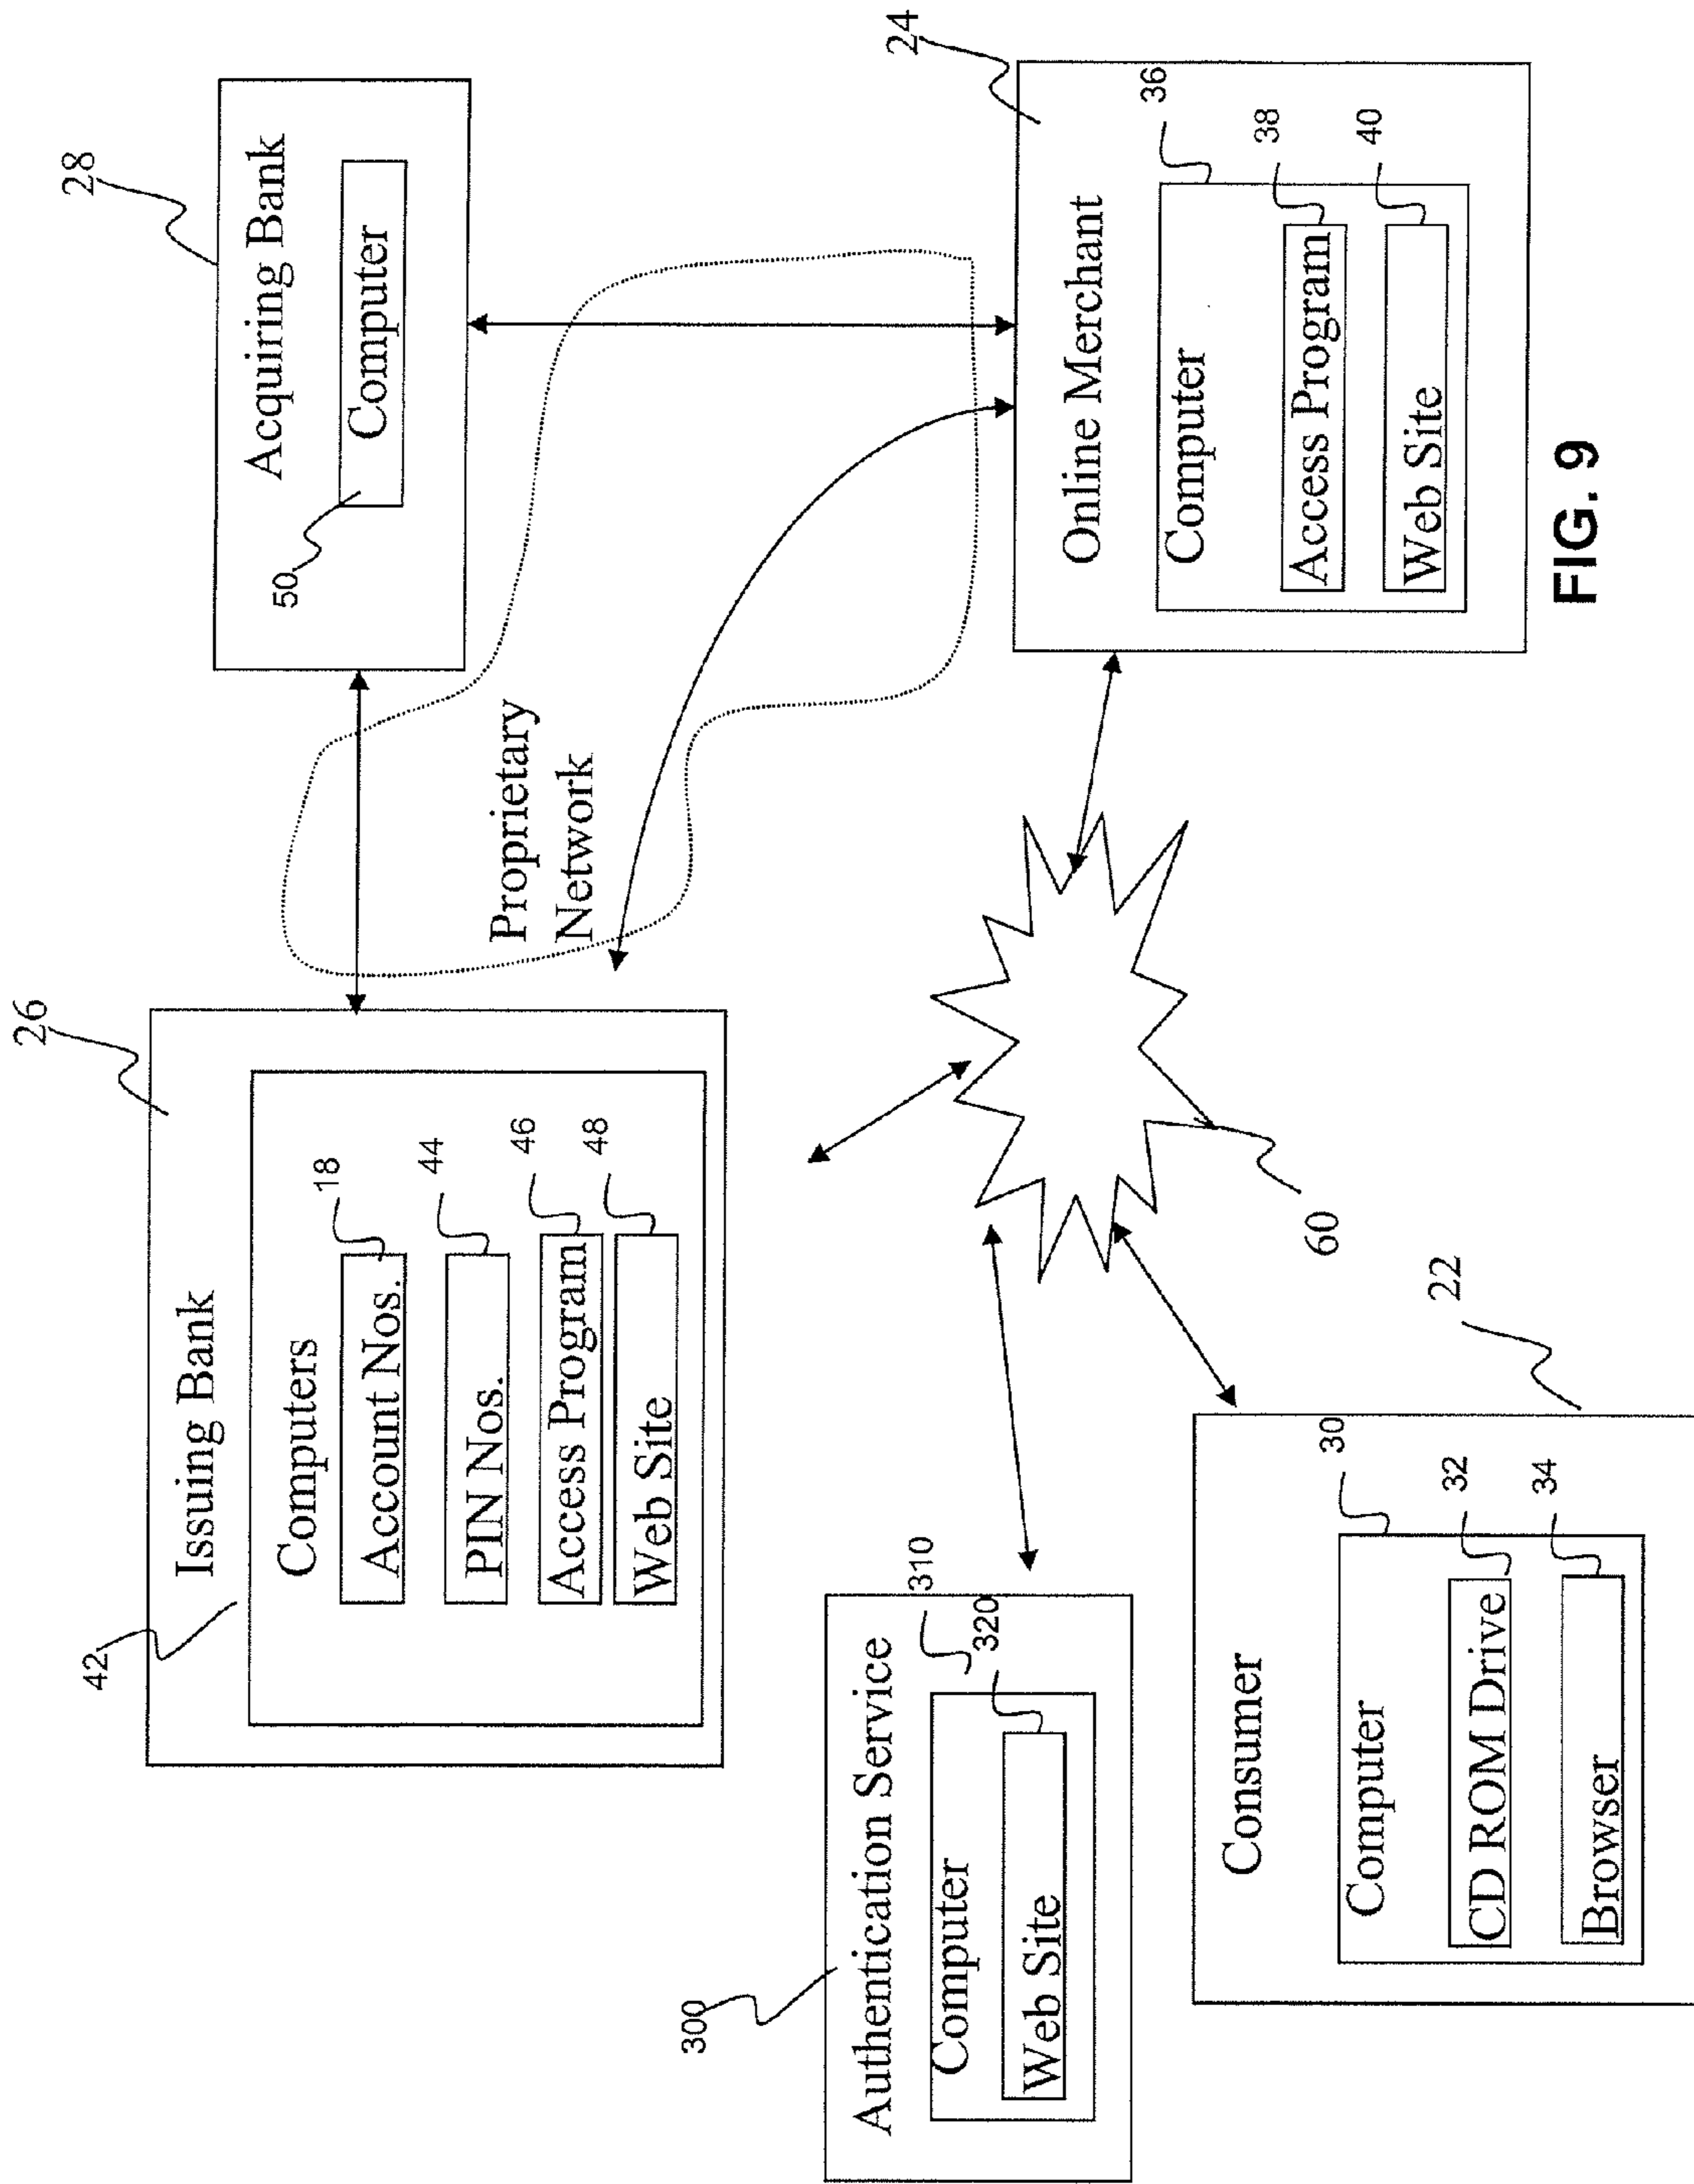 26
Issuing Bank
42
Computers
Account Nos.
18
PIN Nos.
44
Access Program
46
Web Site
48
28
Acquiring Bank
50
Computer
Proprietary
Network
300
Authentication Service
310
Computer
320
Web Site
60
24
Online Merchant
36
Computer
Access Program
38
Web Site
40
22
Consumer
30
Computer
CD ROM Drive
32
Browser
34
FIG. 9